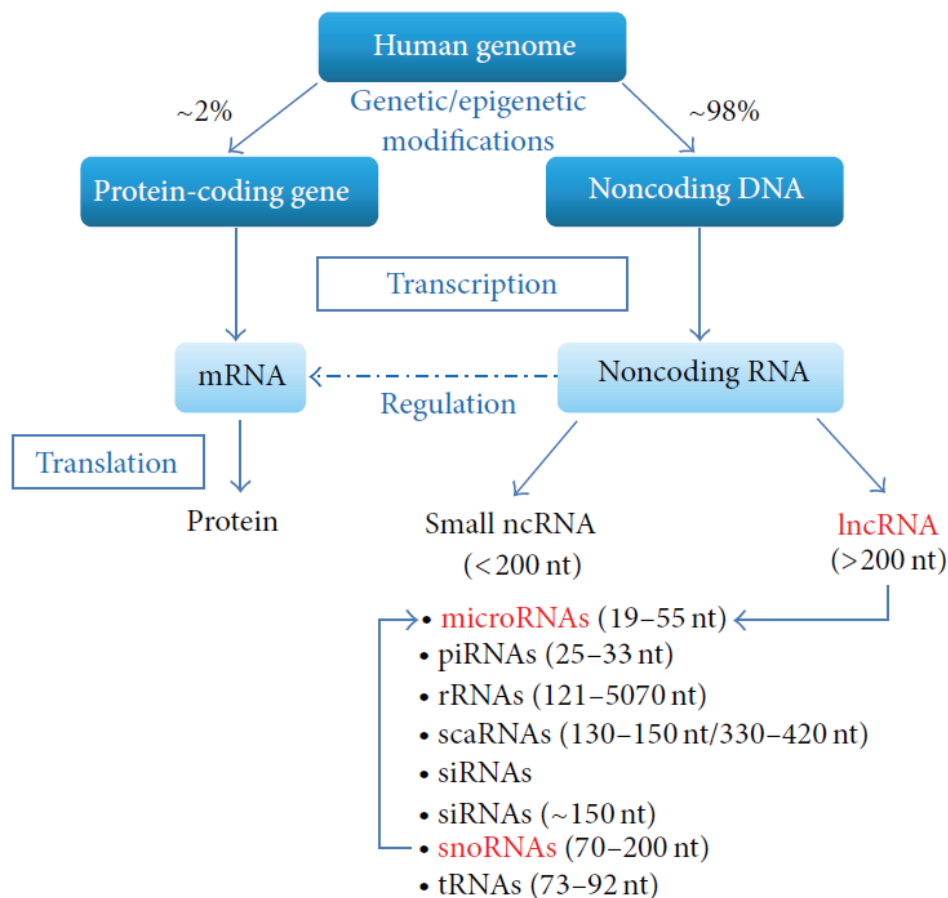 Human genome
~2%
Genetic/epigenetic
modifications
~98%
Protein-coding gene
Noncoding DNA
Transcription
mRNA
Regulation
Noncoding RNA
Translation
Protein
Small ncRNA
(<200 nt)
lncRNA
(>200 nt)
• microRNAs (19–55 nt)
• piRNAs (25–33 nt)
• rRNAs (121–5070 nt)
• scaRNAs (130–150 nt/330–420 nt)
• siRNAs
• siRNAs (~150 nt)
• snoRNAs (70–200 nt)
• tRNAs (73–92 nt)